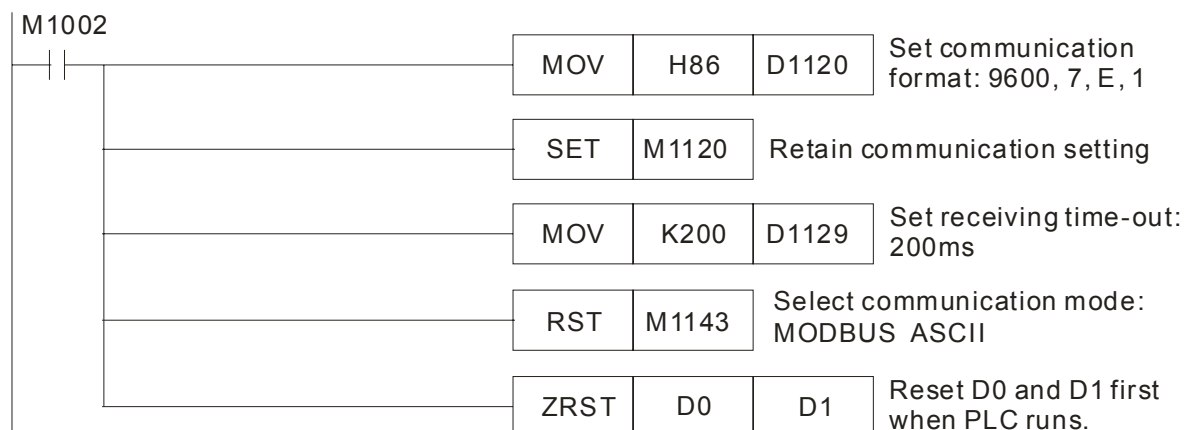 M1002
MOV H86 D1120 Set communication
format: 9600, 7, E, 1
SET M1120 Retain communication setting
MOV K200 D1129 Set receiving time-out:
200ms
RST M1143 Select communication mode:
MODBUS ASCII
ZRST D0 D1 Reset D0 and D1 first
when PLC runs.